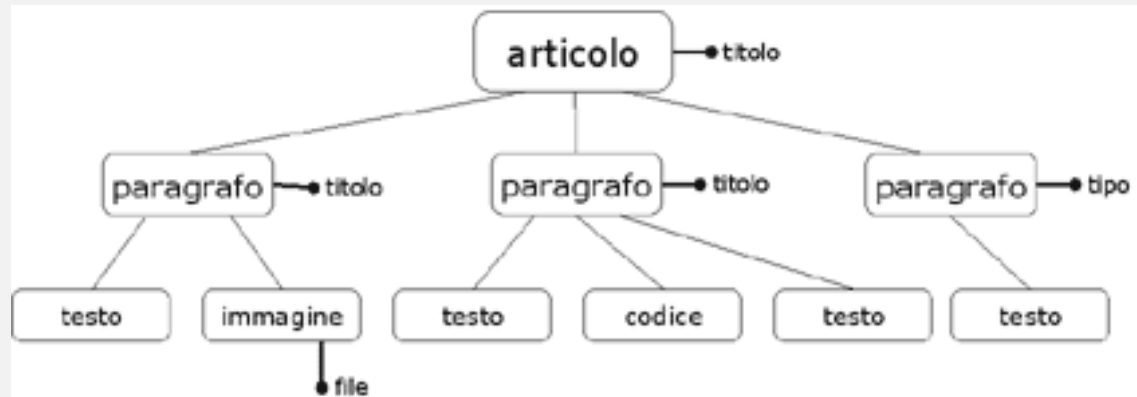 articolo
titolo
paragrafo
titolo
paragrafo
titolo
paragrafo
tipo
testo
immagine
testo
codice
testo
testo
file